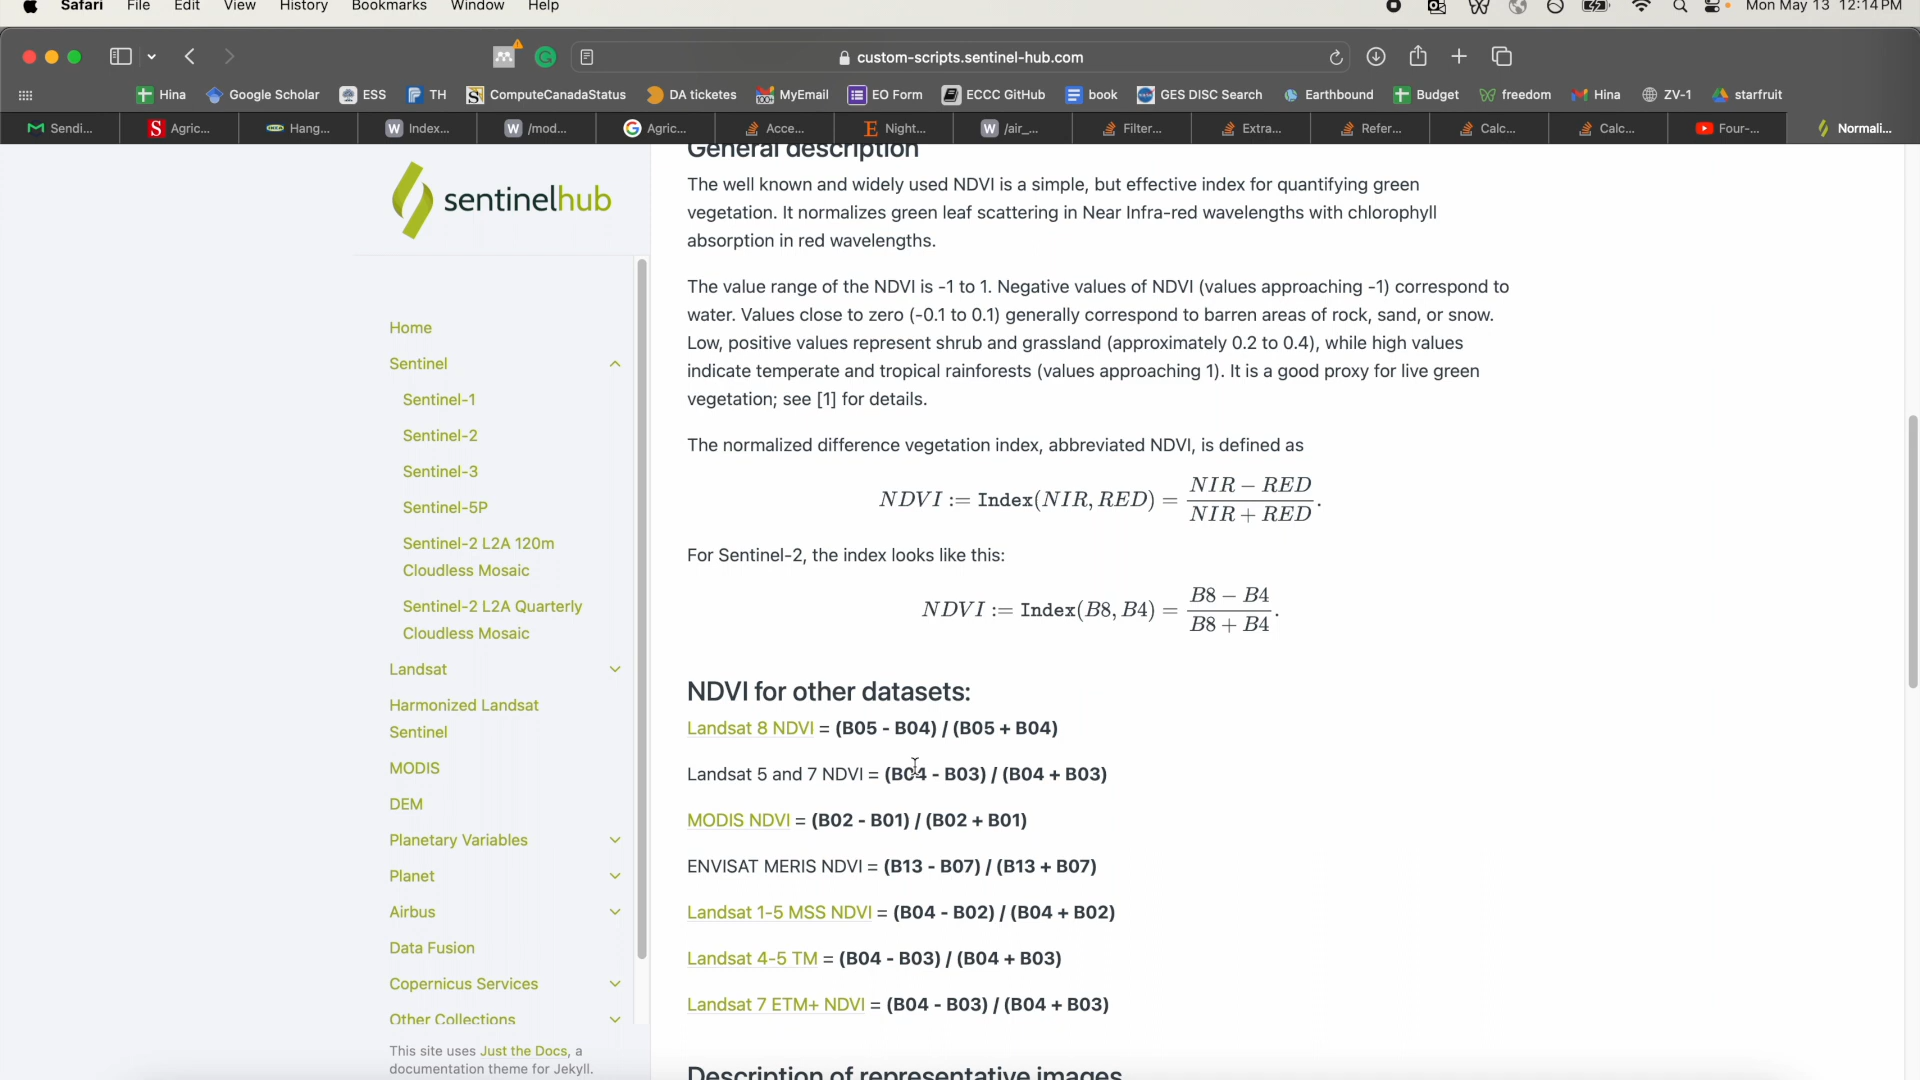 Safari File Edit View History Bookmarks Window Help Mon May 13 12:14 PM
custom-scripts.sentinel-hub.com
Hina Google Scholar ESS TH ComputeCanadaStatus DA ticketes MyEmail EO Form ECCC GitHub book GES DISC Search Earthbound Budget freedom Hina ZV-1 starfruit
Sendi... Agric... Hang... Index... /mod... Agric... Acce... Night... /air_... Filter... Extra... Refer... Calc... Calc... Four-... Normali...
sentinelhub
Home
Sentinel
Sentinel-1
Sentinel-2
Sentinel-3
Sentinel-5P
Sentinel-2 L2A 120m
Cloudless Mosaic
Sentinel-2 L2A Quarterly
Cloudless Mosaic
Landsat
Harmonized Landsat
Sentinel
MODIS
DEM
Planetary Variables
Planet
Airbus
Data Fusion
Copernicus Services
Other Collections
This site uses Just the Docs, a
documentation theme for Jekyll.
General description
The well known and widely used NDVI is a simple, but effective index for quantifying green
vegetation. It normalizes green leaf scattering in Near Infra-red wavelengths with chlorophyll
absorption in red wavelengths.
The value range of the NDVI is -1 to 1. Negative values of NDVI (values approaching -1) correspond to
water. Values close to zero (-0.1 to 0.1) generally correspond to barren areas of rock, sand, or snow.
Low, positive values represent shrub and grassland (approximately 0.2 to 0.4), while high values
indicate temperate and tropical rainforests (values approaching 1). It is a good proxy for live green
vegetation; see [1] for details.
The normalized difference vegetation index, abbreviated NDVI, is defined as
NDVI := Index(NIR, RED) = (NIR − RED) / (NIR + RED).
For Sentinel-2, the index looks like this:
NDVI := Index(B8, B4) = (B8 − B4) / (B8 + B4).
NDVI for other datasets:
Landsat 8 NDVI = (B05 - B04) / (B05 + B04)
Landsat 5 and 7 NDVI = (B04 - B03) / (B04 + B03)
MODIS NDVI = (B02 - B01) / (B02 + B01)
ENVISAT MERIS NDVI = (B13 - B07) / (B13 + B07)
Landsat 1-5 MSS NDVI = (B04 - B02) / (B04 + B02)
Landsat 4-5 TM = (B04 - B03) / (B04 + B03)
Landsat 7 ETM+ NDVI = (B04 - B03) / (B04 + B03)
Description of representative images